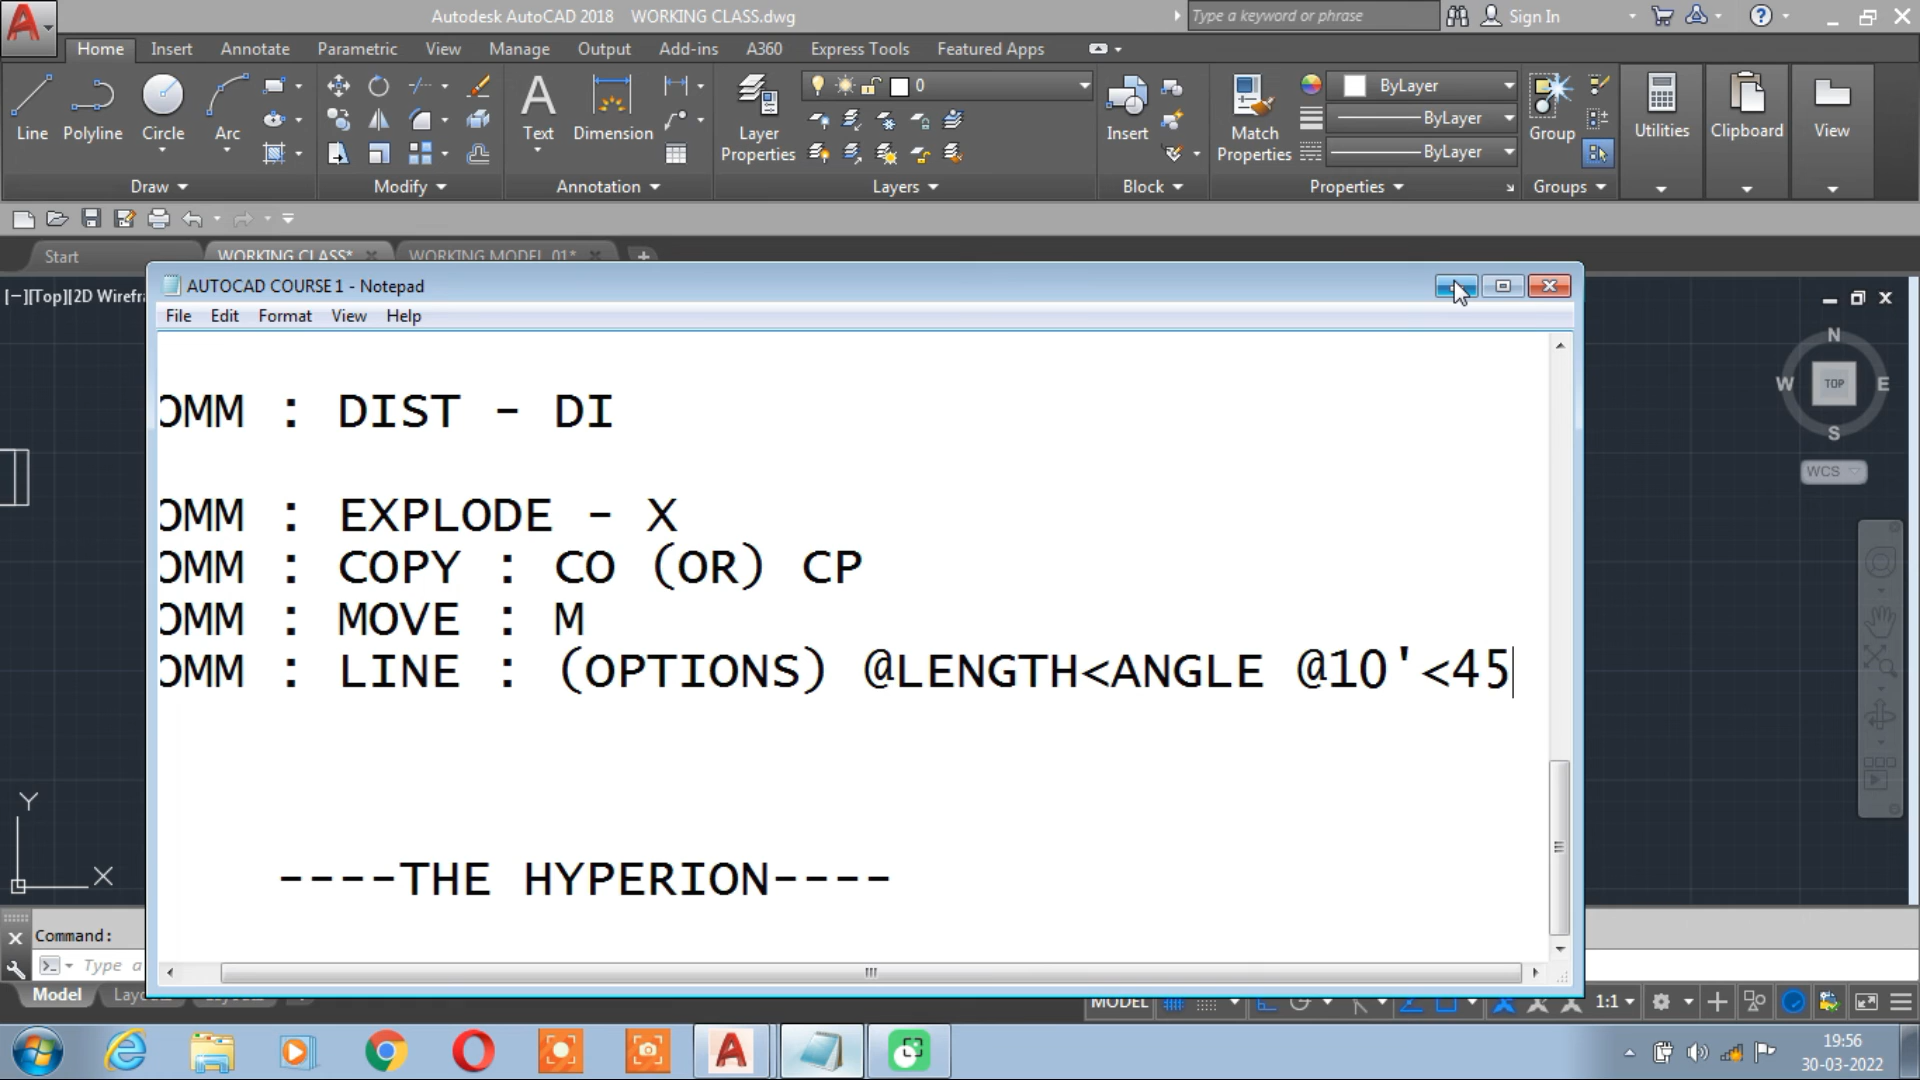 Autodesk AutoCAD 2018 WORKING CLASS.dwg
Type a keyword or phrase
Sign In
Home Insert Annotate Parametric View Manage Output Add-ins A360 Express Tools Featured Apps
Line Polyline Circle Arc
Text Dimension
Layer Properties
0
Insert
Match Properties
ByLayer
ByLayer
ByLayer
Group
Utilities Clipboard View
Draw Modify Annotation Layers Block Properties Groups
Start WORKING CLASS* WORKING MODEL 01*
[−][Top][2D Wirefr
AUTOCAD COURSE 1 - Notepad
File Edit Format View Help
OMM : DIST - DI
OMM : EXPLODE - X
OMM : COPY : CO (OR) CP
OMM : MOVE : M
OMM : LINE : (OPTIONS) @LENGTH<ANGLE @10'<45
----THE HYPERION----
N
W TOP E
S
WCS
Y
X
Command:
Type a
Model Layo
MODEL 1:1
19:56
30-03-2022